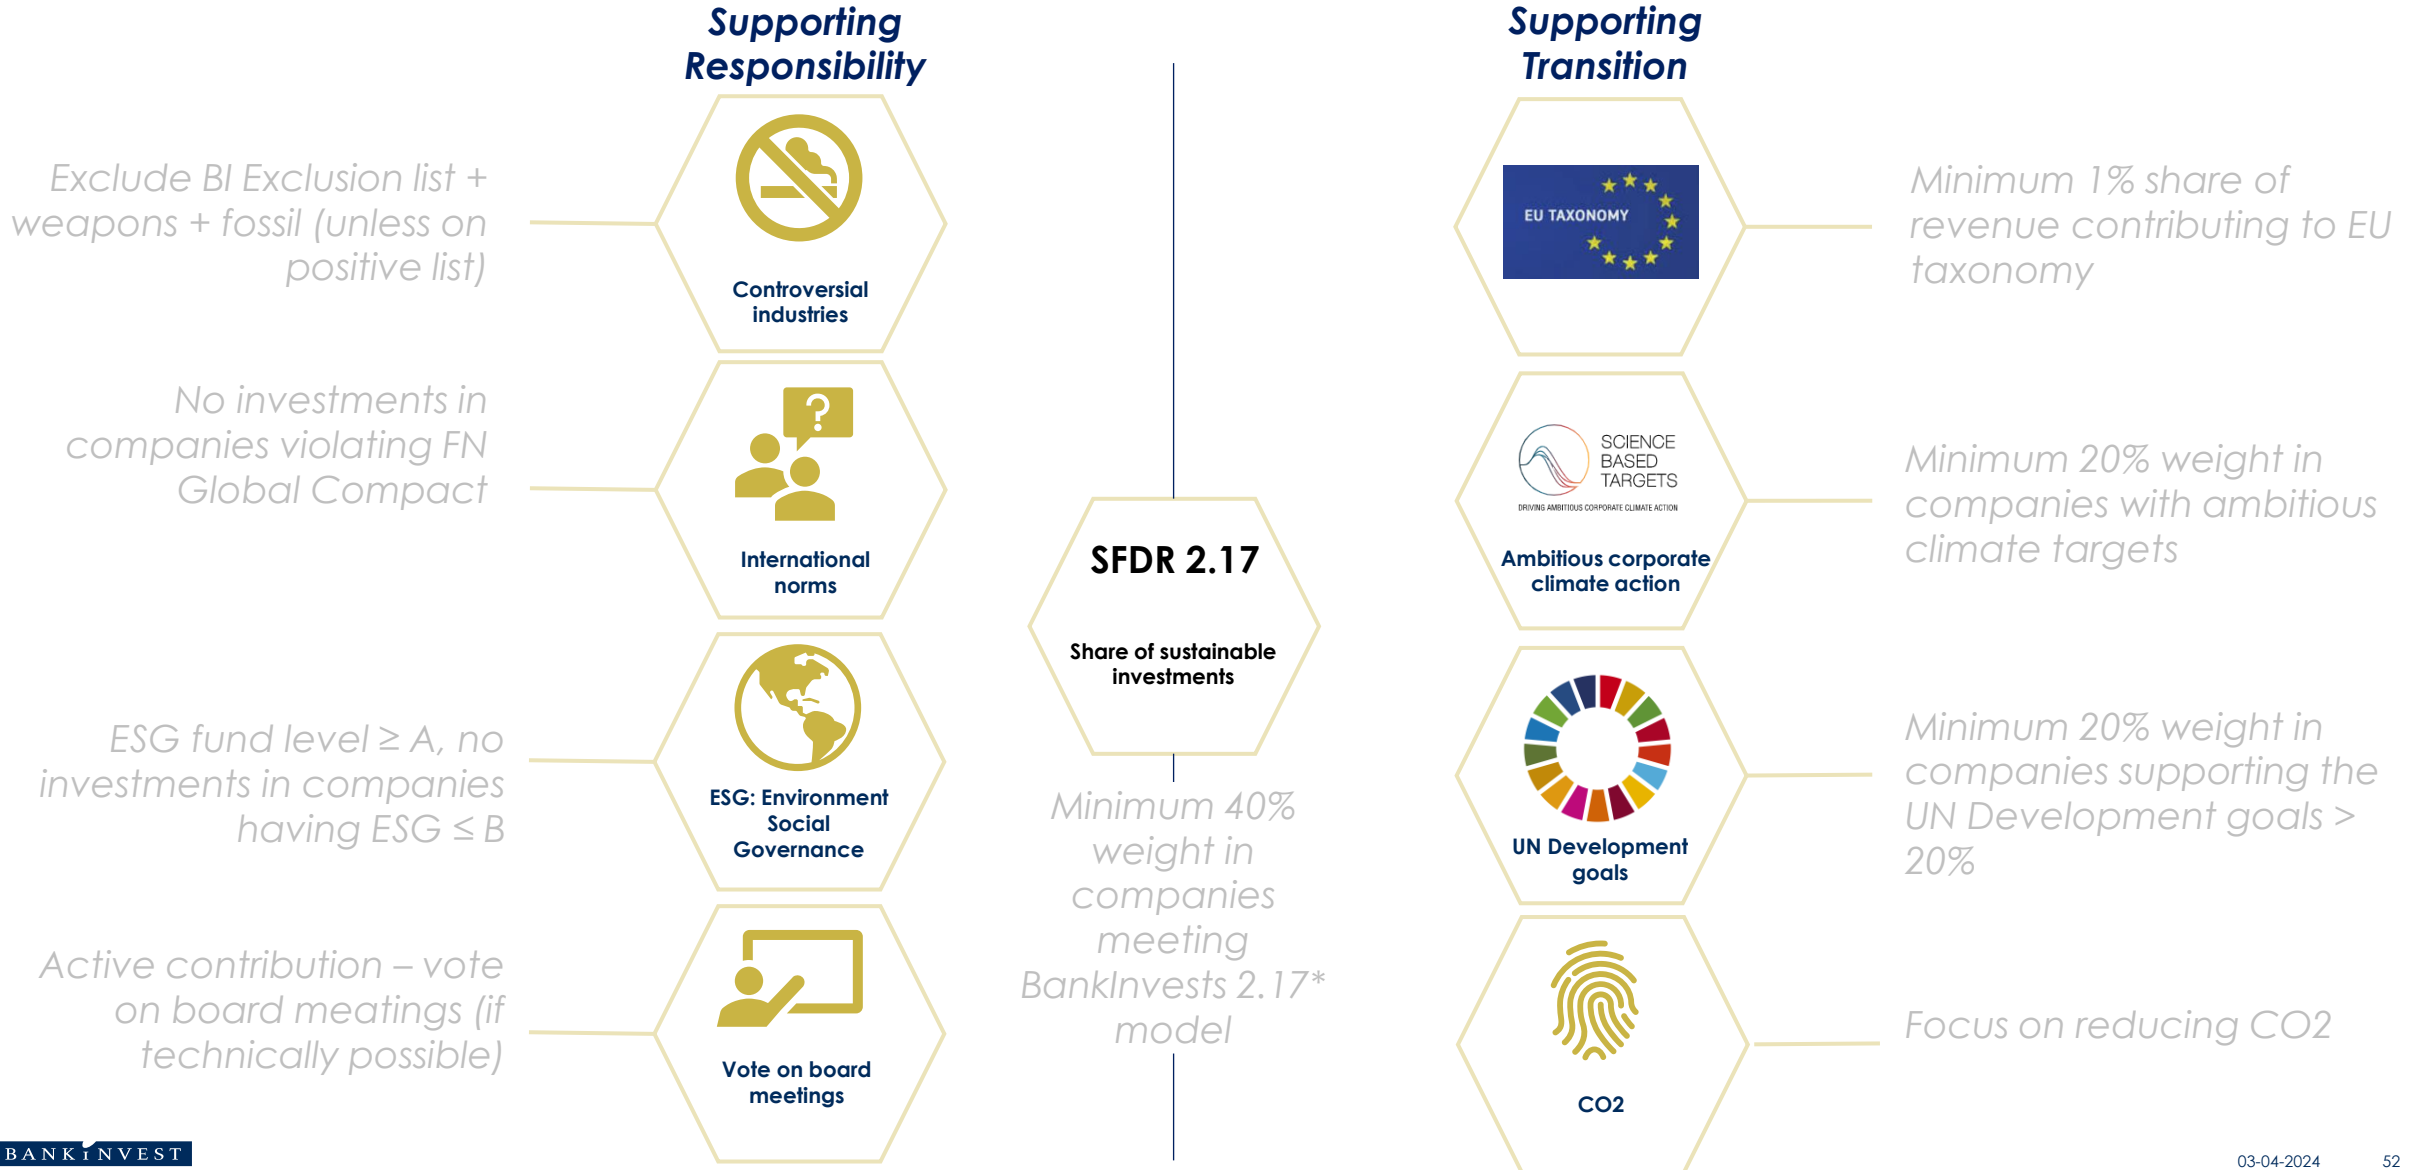 Supporting
Responsibility
Exclude BI Exclusion list +
weapons + fossil (unless on
positive list)
Controversial
industries
No investments in
companies violating FN
Global Compact
?
International
norms
ESG fund level ≥ A, no
investments in companies
having ESG ≤ B
ESG: Environment
Social
Governance
Active contribution – vote
on board meatings (if
technically possible)
Vote on board
meetings
SFDR 2.17
Share of sustainable
investments
Minimum 40%
weight in
companies
meeting
BankInvests 2.17*
model
Supporting
Transition
EU TAXONOMY
Minimum 1% share of
revenue contributing to EU
taxonomy
SCIENCE
BASED
TARGETS
DRIVING AMBITIOUS CORPORATE CLIMATE ACTION
Ambitious corporate
climate action
Minimum 20% weight in
companies with ambitious
climate targets
UN Development
goals
Minimum 20% weight in
companies supporting the
UN Development goals >
20%
CO2
Focus on reducing CO2
BANKINVEST
03-04-2024
52